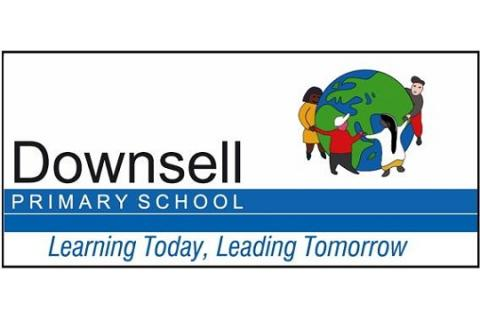 Downsell
PRIMARY SCHOOL
Learning Today, Leading Tomorrow